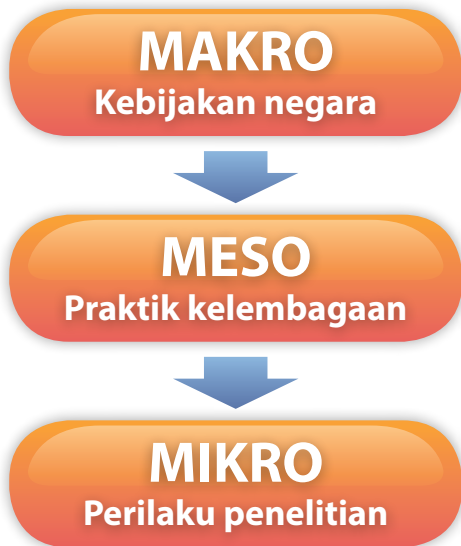 MAKRO
Kebijakan negara
MESO
Praktik kelembagaan
MIKRO
Perilaku penelitian